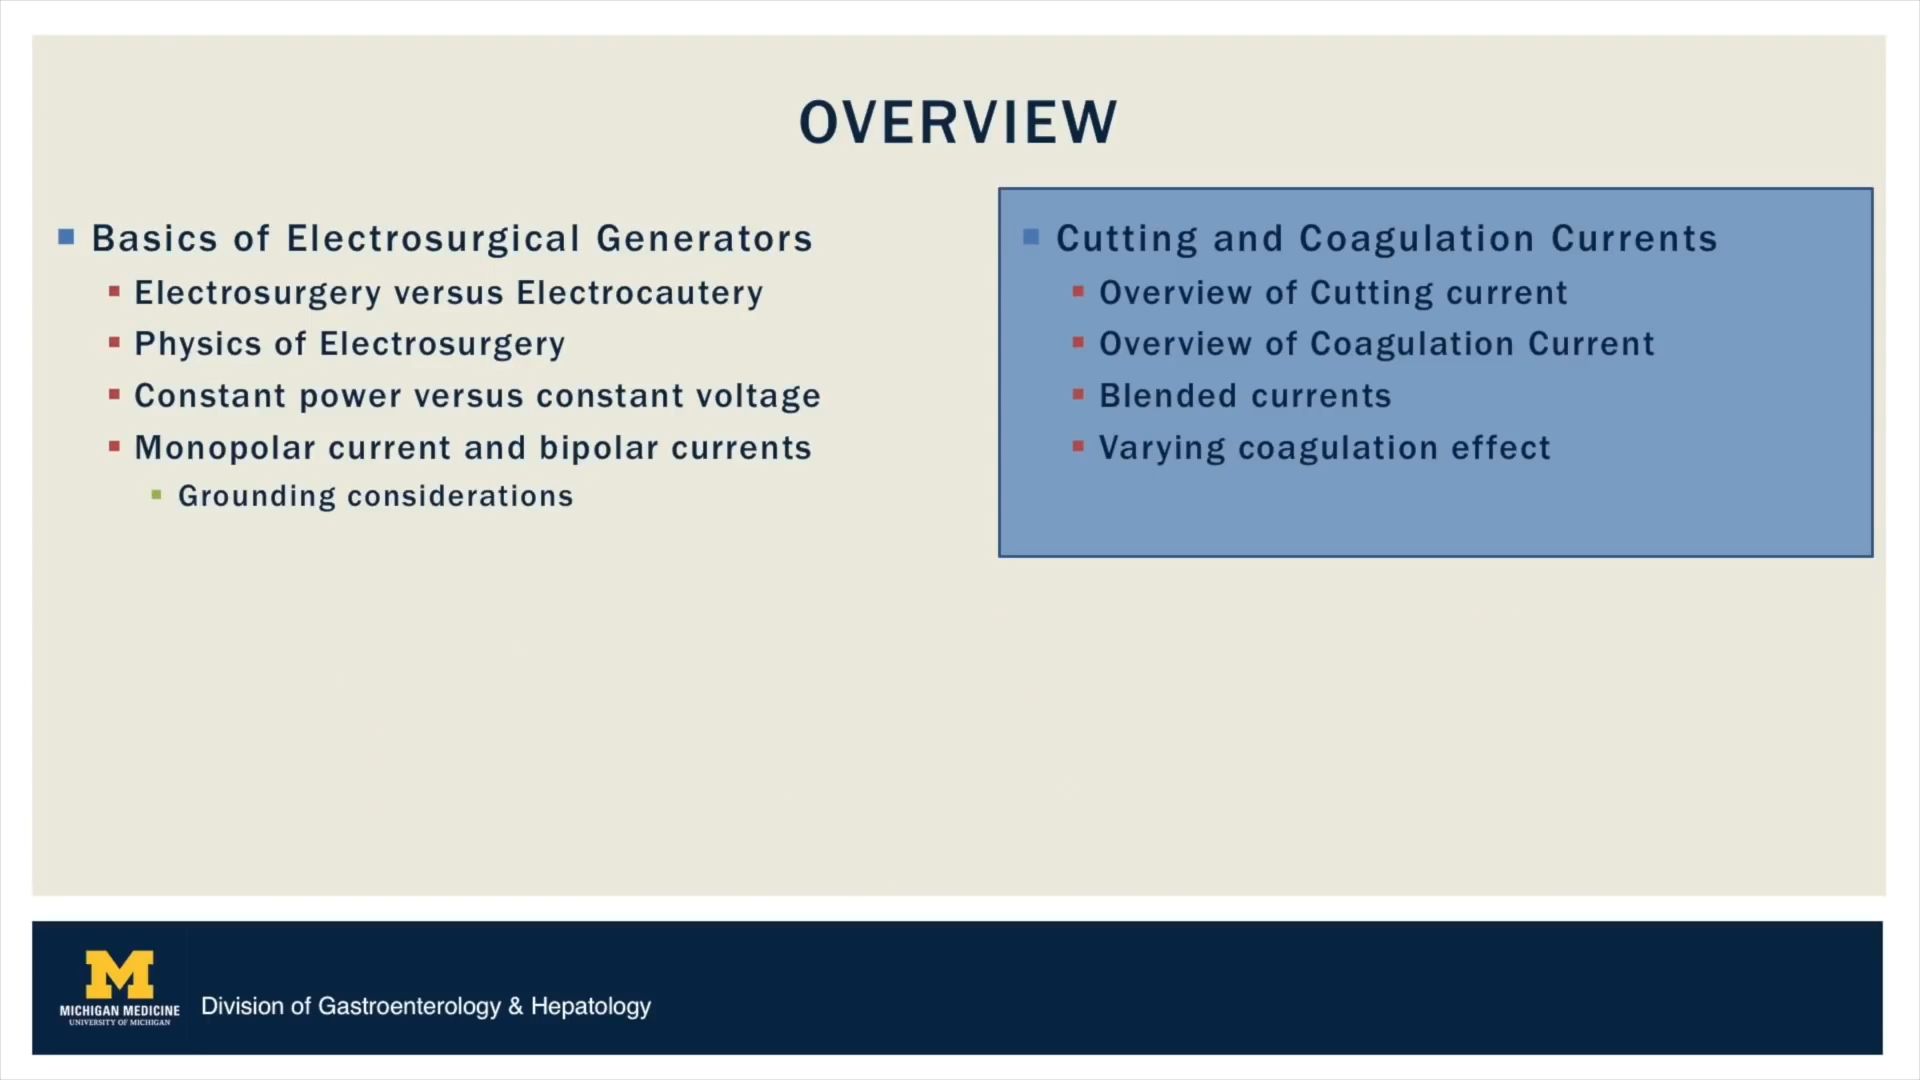 OVERVIEW
Basics of Electrosurgical Generators
Electrosurgery versus Electrocautery
Physics of Electrosurgery
Constant power versus constant voltage
Monopolar current and bipolar currents
Grounding considerations
Cutting and Coagulation Currents
Overview of Cutting current
Overview of Coagulation Current
Blended currents
Varying coagulation effect
M
MICHIGAN MEDICINE
UNIVERSITY OF MICHIGAN
Division of Gastroenterology & Hepatology